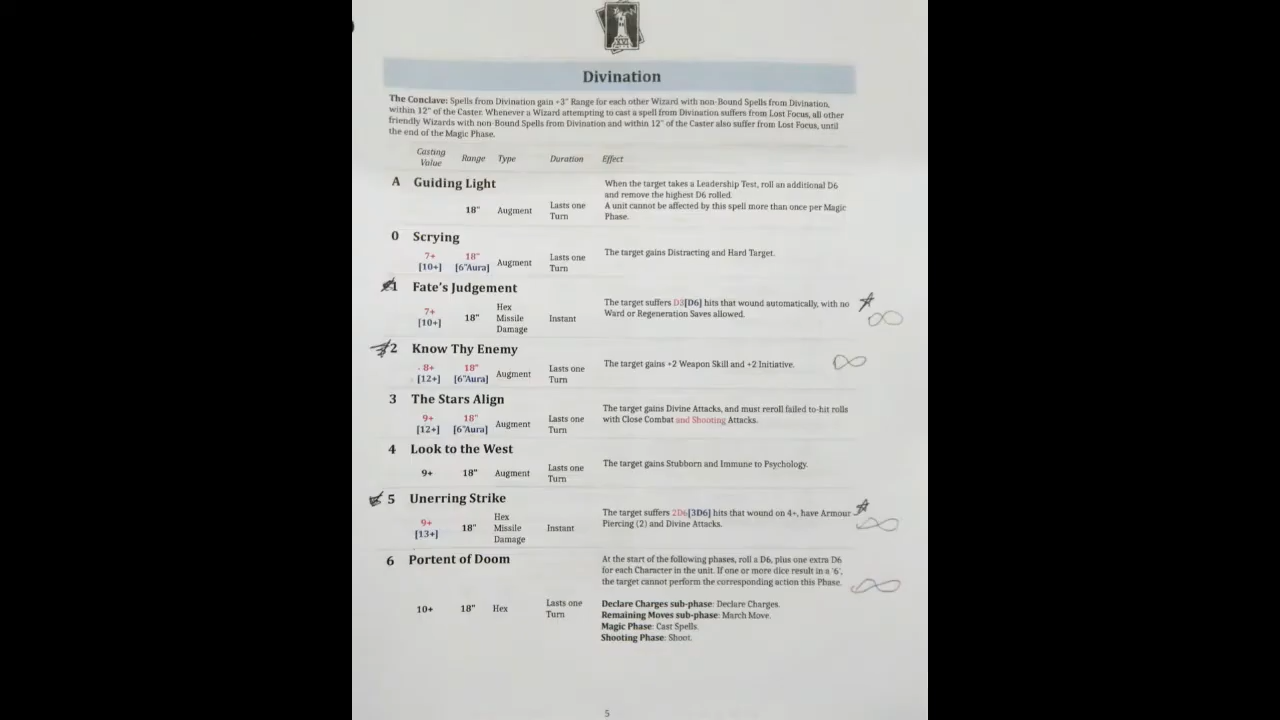 XVI
Divination
The Conclave: Spells from Divination gain +3" Range for each other Wizard with non-Bound Spells from Divination,
within 12" of the Caster. Whenever a Wizard attempting to cast a spell from Divination suffers from Lost Focus, all other
friendly Wizards with non-Bound Spells from Divination and within 12" of the Caster also suffer from Lost Focus, until
the end of the Magic Phase.
Casting Value Range Type Duration Effect
A Guiding Light
18" Augment Lasts one Turn
When the target takes a Leadership Test, roll an additional D6
and remove the highest D6 rolled.
A unit cannot be affected by this spell more than once per Magic
Phase.
0 Scrying
7+ 18" Augment Lasts one Turn
[10+] [6"Aura]
The target gains Distracting and Hard Target.
1 Fate's Judgement
7+ [10+] 18" Hex Missile Damage Instant
The target suffers D3[D6] hits that wound automatically, with no
Ward or Regeneration Saves allowed.
2 Know Thy Enemy
8+ 18" Augment Lasts one Turn
[12+] [6"Aura]
The target gains +2 Weapon Skill and +2 Initiative.
3 The Stars Align
9+ 18" Augment Lasts one Turn
[12+] [6"Aura]
The target gains Divine Attacks, and must reroll failed to-hit rolls
with Close Combat and Shooting Attacks.
4 Look to the West
9+ 18" Augment Lasts one Turn
The target gains Stubborn and Immune to Psychology.
5 Unerring Strike
9+ [13+] 18" Hex Missile Damage Instant
The target suffers 2D6[3D6] hits that wound on 4+, have Armour
Piercing (2) and Divine Attacks.
6 Portent of Doom
10+ 18" Hex Lasts one Turn
At the start of the following phases, roll a D6, plus one extra D6
for each Character in the unit. If one or more dice result in a '6',
the target cannot perform the corresponding action this Phase.
Declare Charges sub-phase: Declare Charges.
Remaining Moves sub-phase: March Move.
Magic Phase: Cast Spells.
Shooting Phase: Shoot.
5